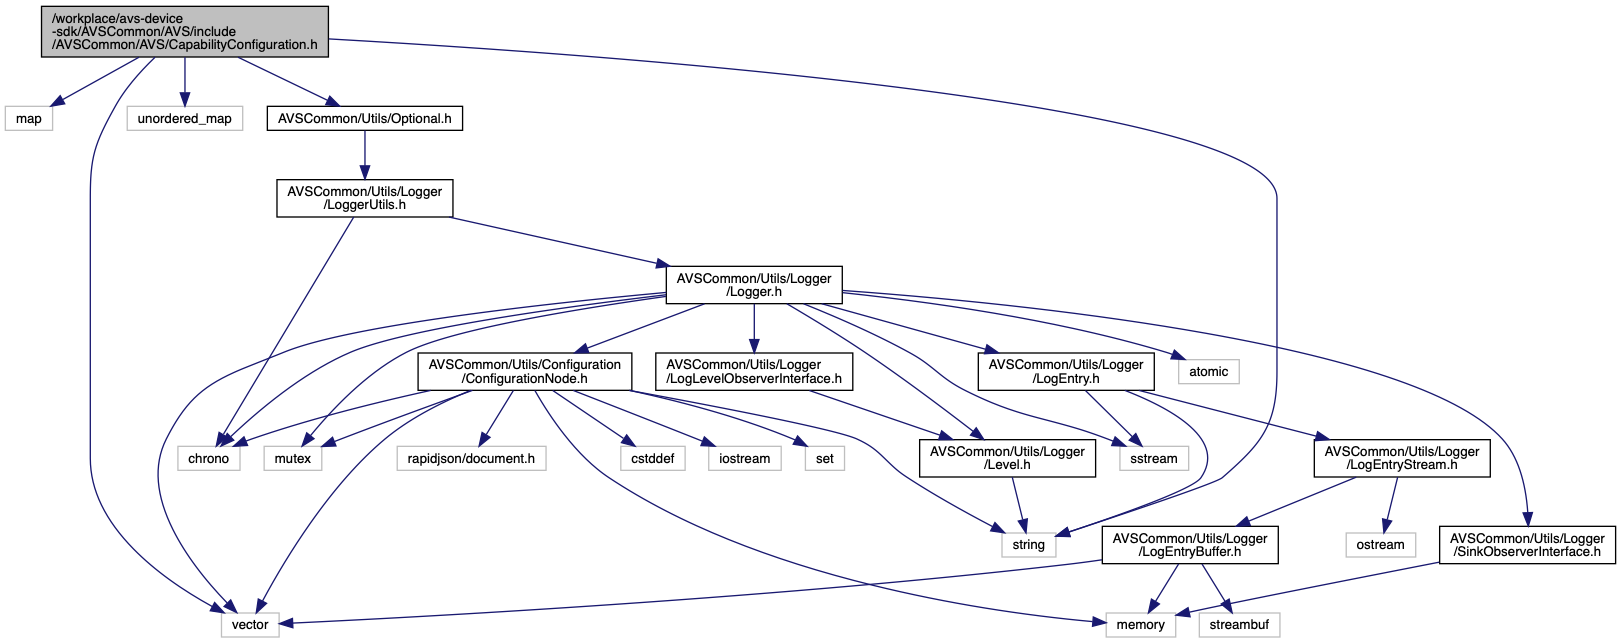 /workplace/avs-device
-sdk/AVSCommon/AVS/include
/AVSCommon/AVS/CapabilityConfiguration.h
map
unordered_map
AVSCommon/Utils/Optional.h
AVSCommon/Utils/Logger
/LoggerUtils.h
AVSCommon/Utils/Logger
/Logger.h
AVSCommon/Utils/Configuration
/ConfigurationNode.h
AVSCommon/Utils/Logger
/LogLevelObserverInterface.h
AVSCommon/Utils/Logger
/LogEntry.h
atomic
chrono
mutex
rapidjson/document.h
cstddef
iostream
set
AVSCommon/Utils/Logger
/Level.h
sstream
AVSCommon/Utils/Logger
/LogEntryStream.h
string
AVSCommon/Utils/Logger
/LogEntryBuffer.h
ostream
AVSCommon/Utils/Logger
/SinkObserverInterface.h
vector
memory
streambuf